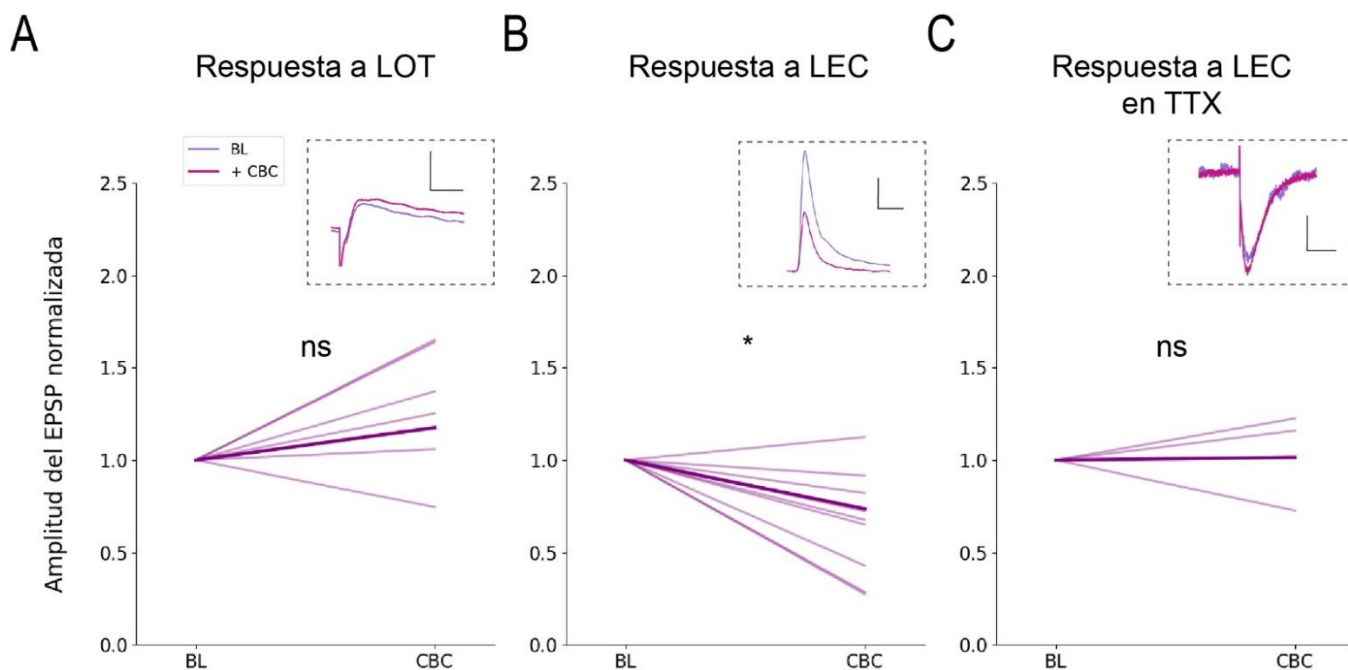 A
Respuesta a LOT
BL
+ CBC
Amplitud del EPSP normalizada
2.5
2.0
1.5
1.0
0.5
0.0
ns
BL
CBC
B
Respuesta a LEC
2.5
2.0
1.5
1.0
0.5
0.0
*
BL
CBC
C
Respuesta a LEC
en TTX
2.5
2.0
1.5
1.0
0.5
0.0
ns
BL
CBC